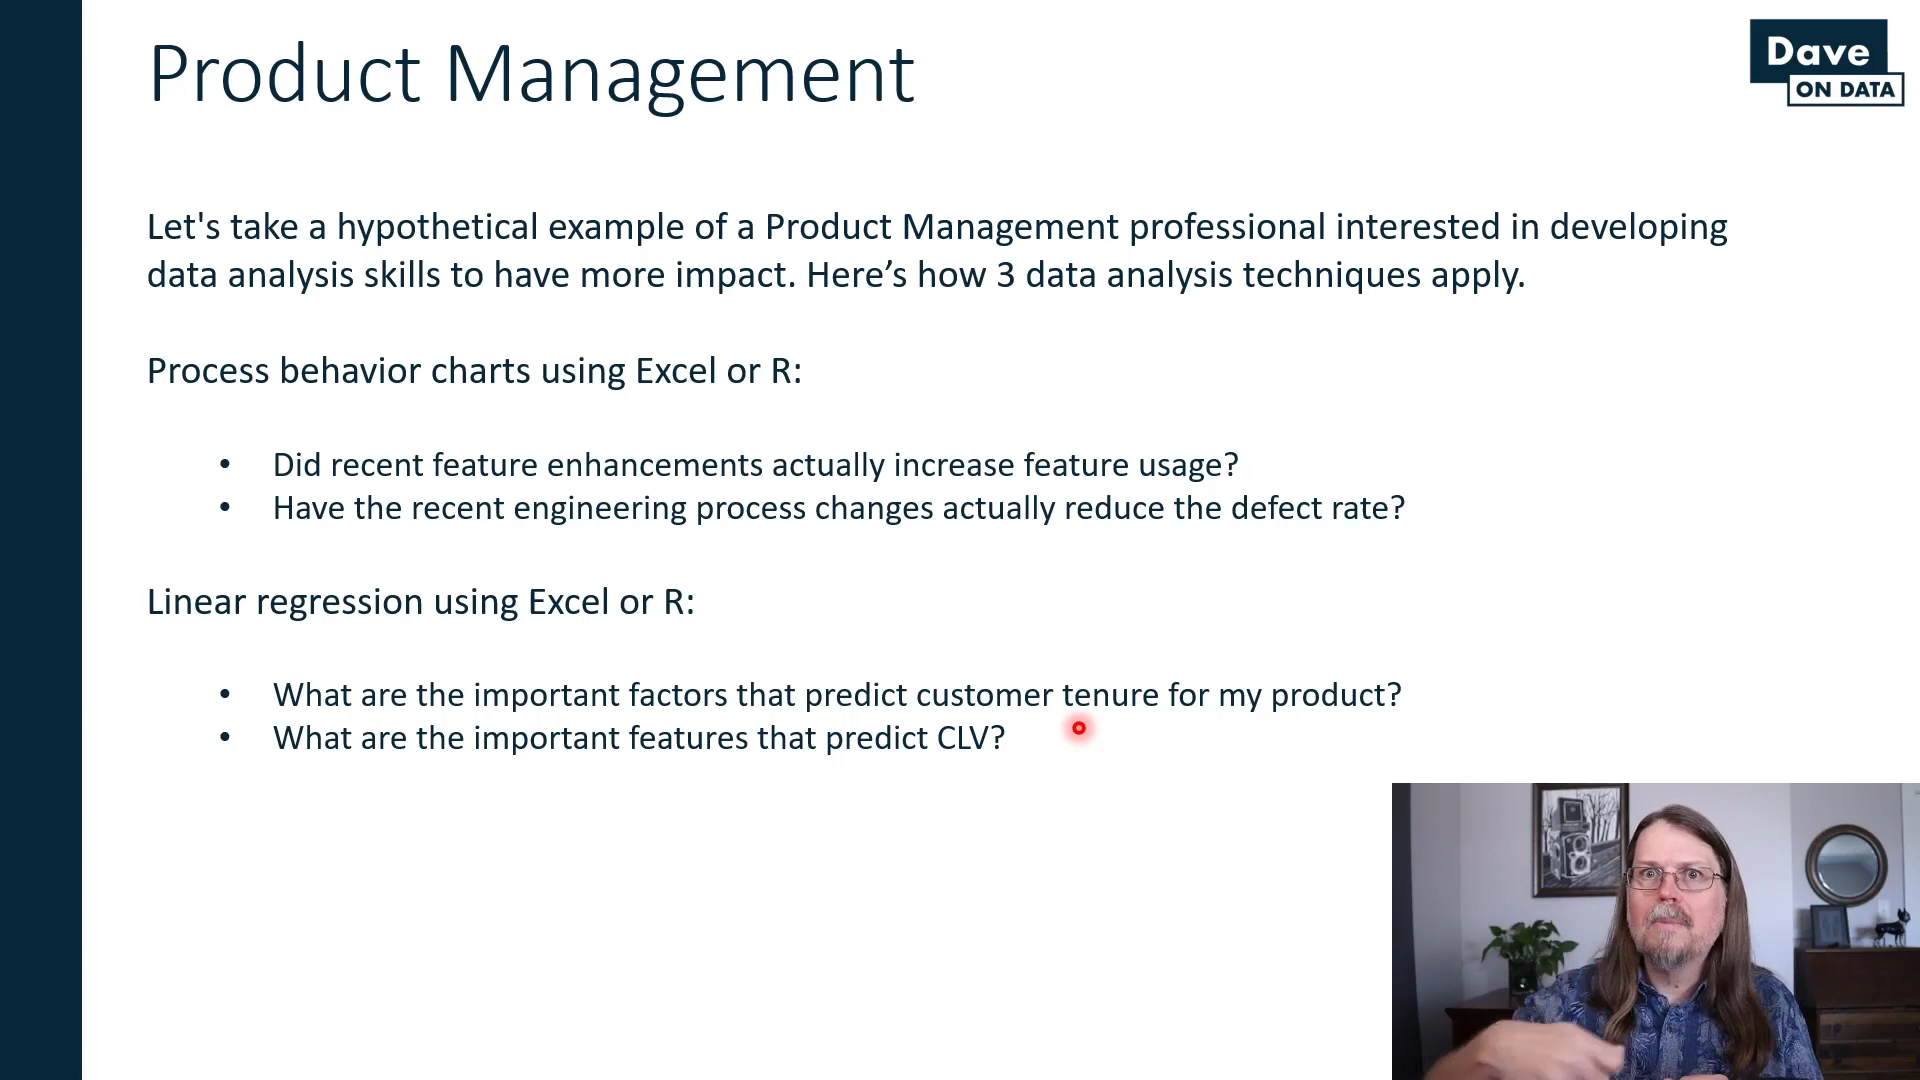 Product Management
Dave
ON DATA
Let's take a hypothetical example of a Product Management professional interested in developing
data analysis skills to have more impact. Here’s how 3 data analysis techniques apply.
Process behavior charts using Excel or R:
• Did recent feature enhancements actually increase feature usage?
• Have the recent engineering process changes actually reduce the defect rate?
Linear regression using Excel or R:
• What are the important factors that predict customer tenure for my product?
• What are the important features that predict CLV?